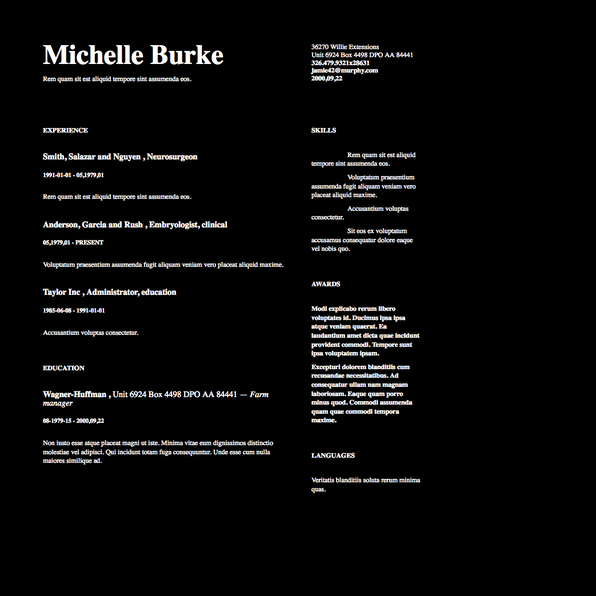 Michelle Burke
Rem quam sit est aliquid tempore sint assumenda eos.
36270 Willie Extensions
Unit 6924 Box 4498 DPO AA 84441
326.479.9321x28631
jamie42@murphy.com
2000,09,22
EXPERIENCE
Smith, Salazar and Nguyen , Neurosurgeon
1991-01-01 - 05,1979,01
Rem quam sit est aliquid tempore sint assumenda eos.
Anderson, Garcia and Rush , Embryologist, clinical
05,1979,01 - PRESENT
Voluptatum praesentium assumenda fugit aliquam veniam vero placeat aliquid maxime.
Taylor Inc , Administrator, education
1985-06-08 - 1991-01-01
Accusantium voluptas consectetur.
EDUCATION
Wagner-Huffman , Unit 6924 Box 4498 DPO AA 84441 — Farm
manager
08-1979-15 - 2000,09,22
Non iusto esse atque placeat magni ut iste. Minima vitae eum dignissimos distinctio
molestiae vel adipisci. Qui incidunt totam fuga consequuntur. Unde esse cum nulla
maiores similique ad.
SKILLS
Rem quam sit est aliquid
tempore sint assumenda eos.
Voluptatum praesentium
assumenda fugit aliquam veniam vero
placeat aliquid maxime.
Accusantium voluptas
consectetur.
Sit eos ex voluptatum
accusamus consequatur dolore eaque
vel nobis quo.
AWARDS
Modi explicabo rerum libero
voluptates id. Ducimus ipsa ipsa
atque veniam quaerat. Ea
laudantium amet dicta quae incidunt
provident commodi. Tempore sunt
ipsa voluptatem ipsam.
Excepturi dolorem blanditiis cum
recusandae necessitatibus. Ad
consequatur ullam nam magnam
laboriosam. Eaque quam porro
minus quod. Commodi assumenda
quam quae commodi tempora
maxime.
LANGUAGES
Veritatis blanditiis soluta rerum minima
quas.